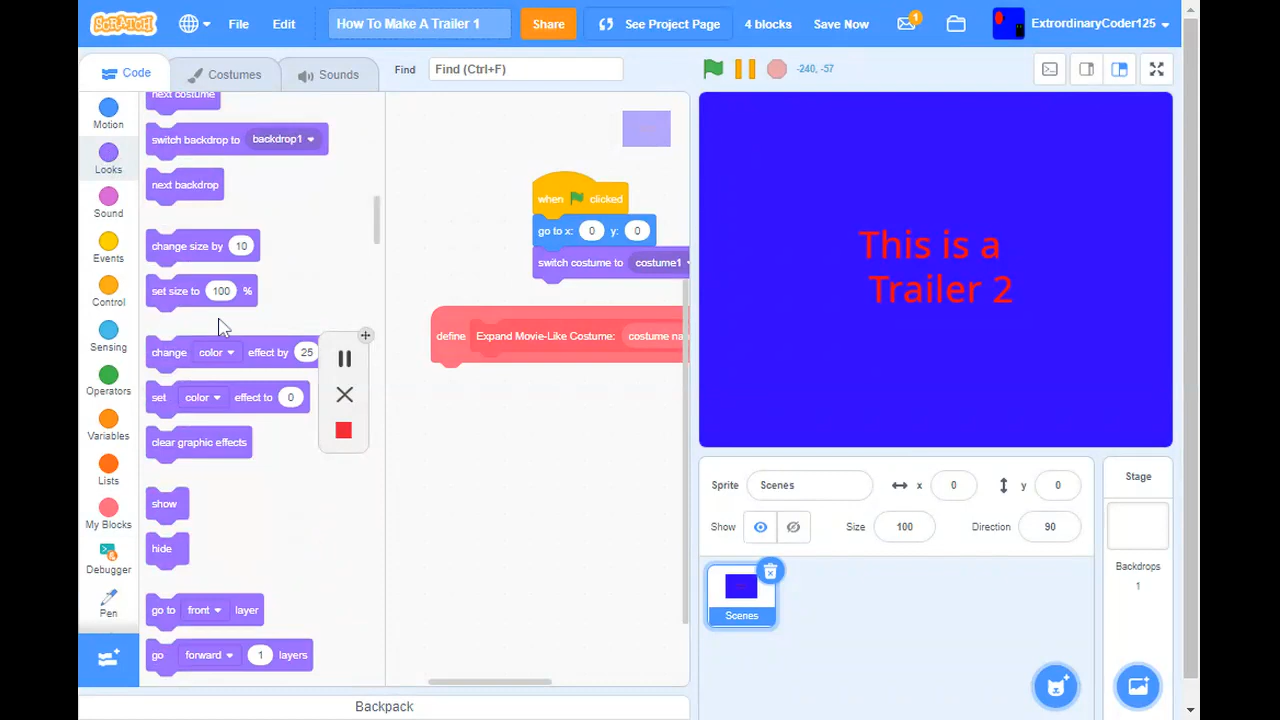 SCRATCH File Edit How To Make A Trailer 1 Share See Project Page 4 blocks Save Now 1 ExtrordinaryCoder125
Code Costumes Sounds Find Find (Ctrl+F) -240, -57
Motion
Looks
Sound
Events
Control
Sensing
Operators
Variables
Lists
My Blocks
Debugger
Pen
next costume
switch backdrop to backdrop1
next backdrop
change size by 10
set size to 100 %
change color effect by 25
set color effect to 0
clear graphic effects
show
hide
go to front layer
go forward 1 layers
when clicked
go to x: 0 y: 0
switch costume to costume1
define Expand Movie-Like Costume: costume
This is a
Trailer 2
Sprite Scenes x 0 y 0
Show Size 100 Direction 90
Scenes
Stage
Backdrops
1
Backpack